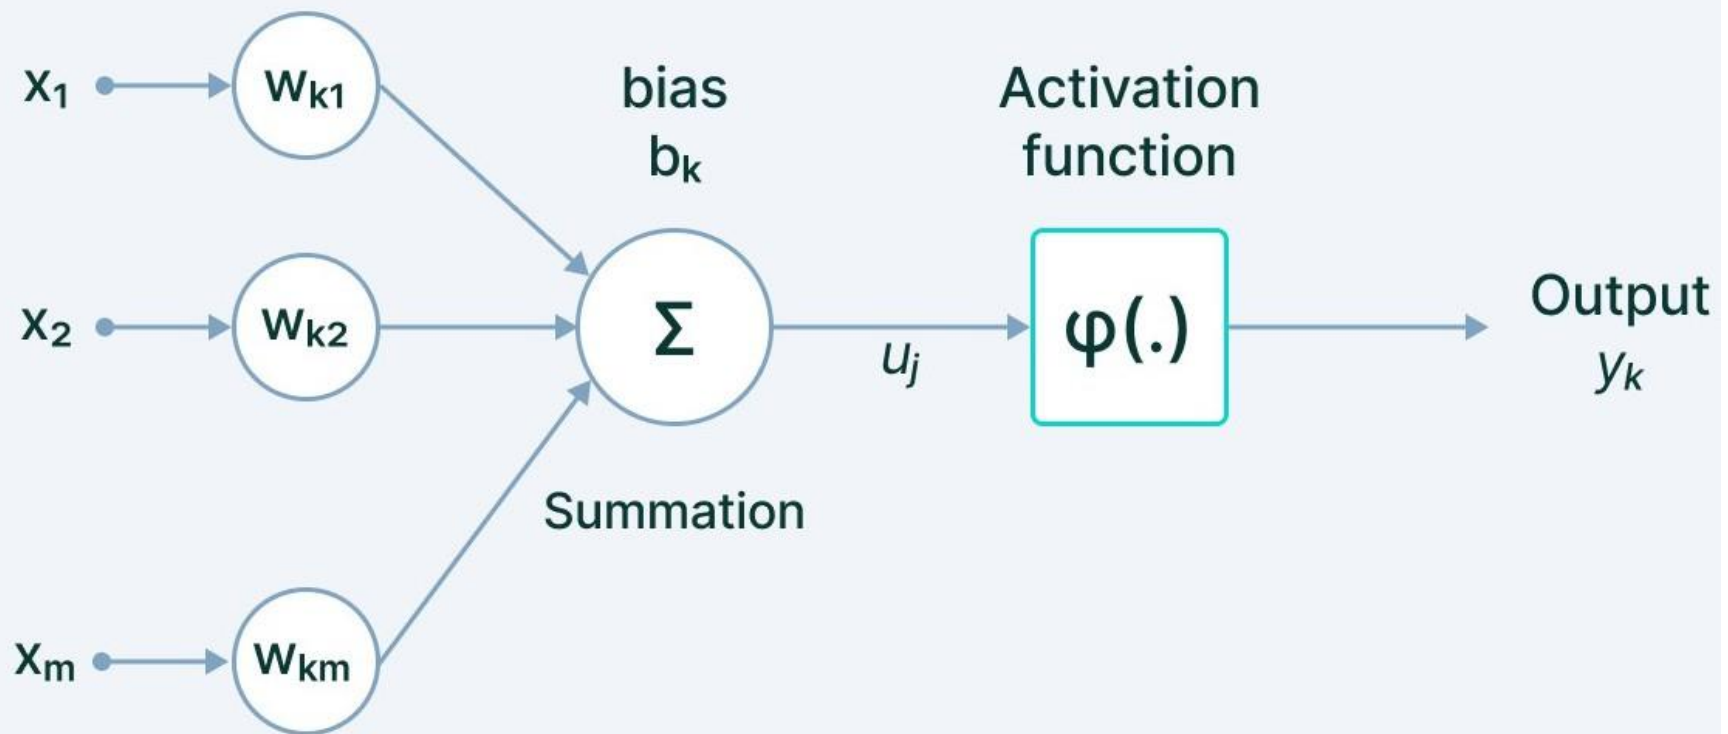 x₁
wₖ₁
bias
bₖ
Activation
function
x₂
wₖ₂
Σ
uⱼ
φ(.)
Output
yₖ
Summation
xₘ
wₖₘ